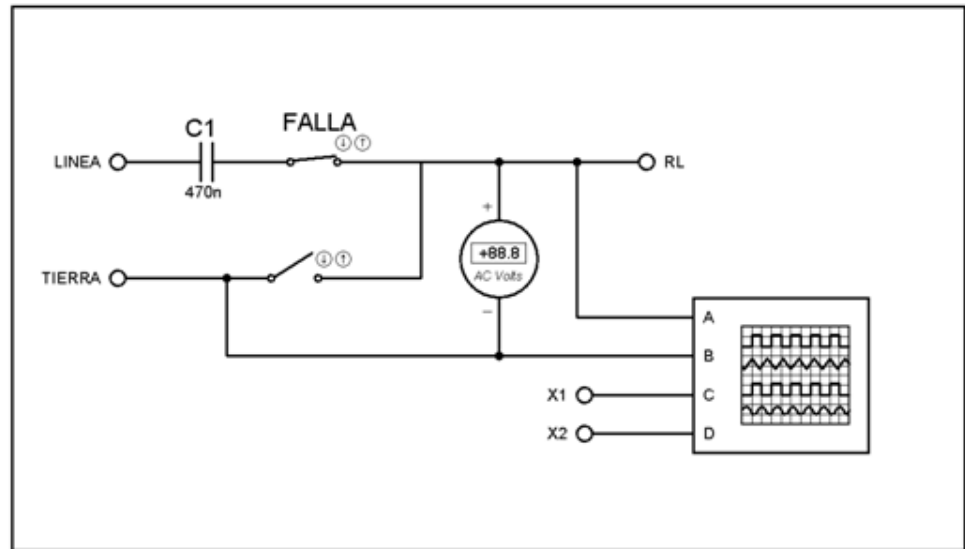 C1
FALLA
LINEA
RL
470n
+
+88.8
AC Volts
TIERRA
−
A
B
X1
C
X2
D